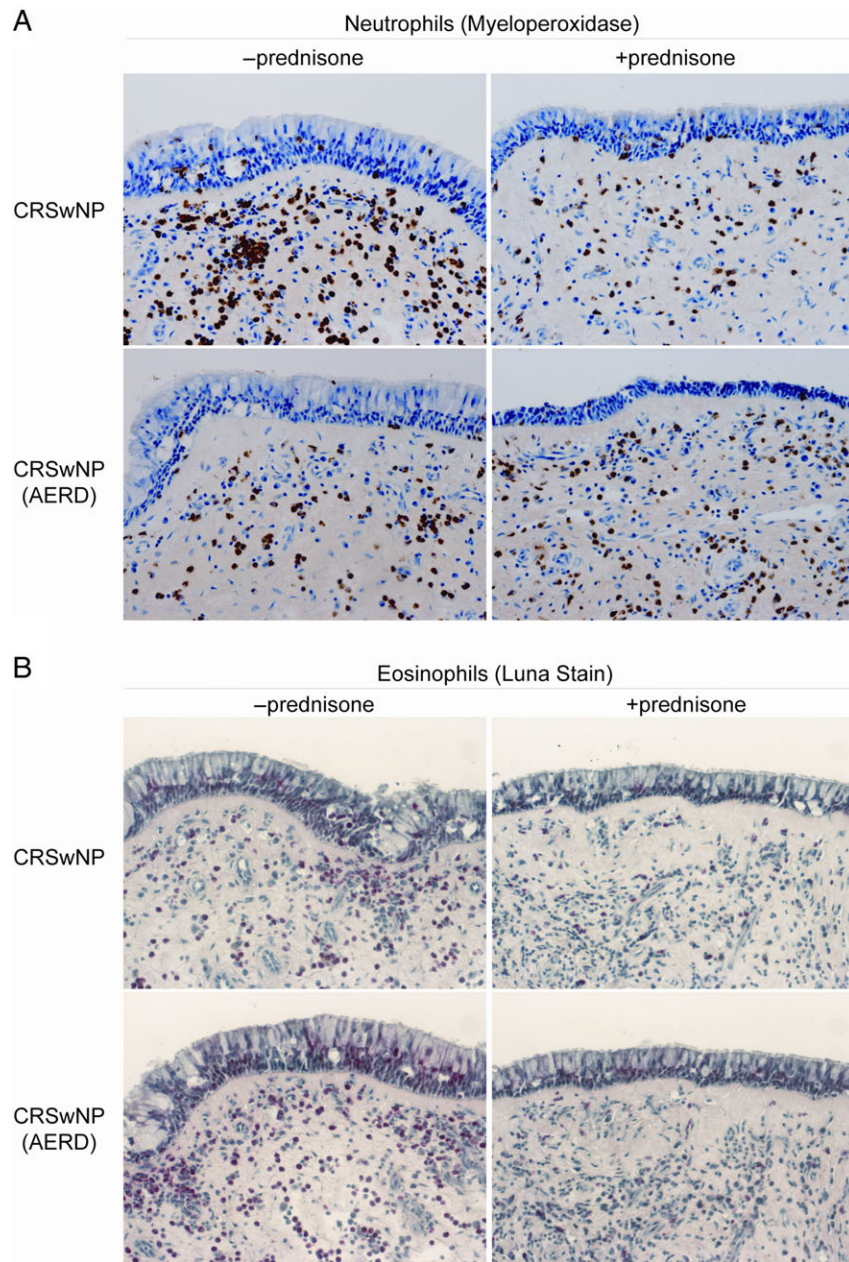 A
Neutrophils (Myeloperoxidase)
–prednisone
+prednisone
CRSwNP
CRSwNP
(AERD)
B
Eosinophils (Luna Stain)
–prednisone
+prednisone
CRSwNP
CRSwNP
(AERD)